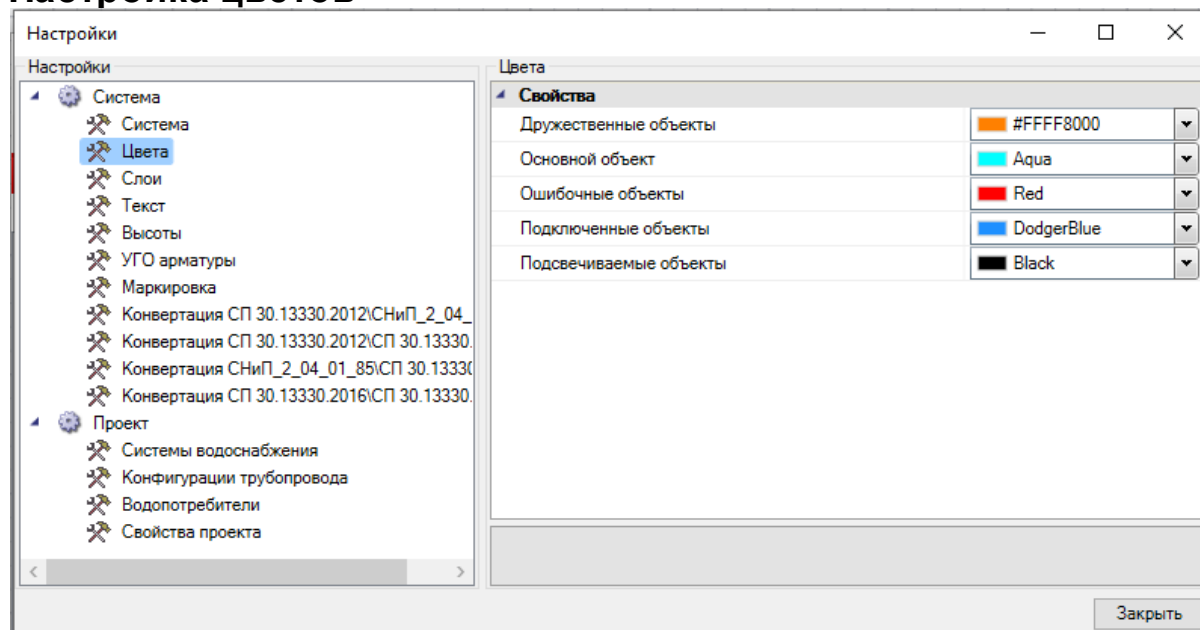 Настройка цветов
Настройки
Настройки
Система
Система
Цвета
Слои
Текст
Высоты
УГО арматуры
Маркировка
Конвертация СП 30.13330.2012\СНиП_2_04_
Конвертация СП 30.13330.2012\СП 30.13330.
Конвертация СНиП_2_04_01_85\СП 30.1333(
Конвертация СП 30.13330.2016\СП 30.13330.
Проект
Системы водоснабжения
Конфигурации трубопровода
Водопотребители
Свойства проекта
Цвета
Свойства
Дружественные объекты #FFFF8000
Основной объект Aqua
Ошибочные объекты Red
Подключенные объекты DodgerBlue
Подсвечиваемые объекты Black
Закрыть